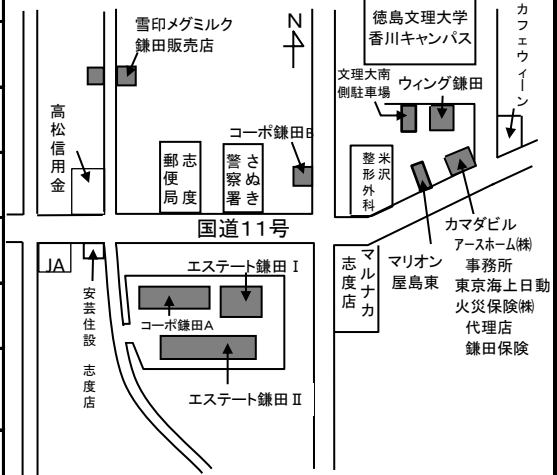 雪印メグミルク
鎌田販売店
N
徳島文理大学
香川キャンパス
カフェウィーン
文理大南
側駐車場
ウィング鎌田
高松信用金
コーポ鎌田B
志度
郵便局
さぬき
警察署
米沢
整形外科
国道11号
カマダビル
アースホーム㈱
事務所
東京海上日動
火災保険㈱
代理店
鎌田保険
マリオン
屋島東
マルナカ
志度店
JA
安芸住設 志度店
エステート鎌田Ⅰ
コーポ鎌田A
エステート鎌田Ⅱ